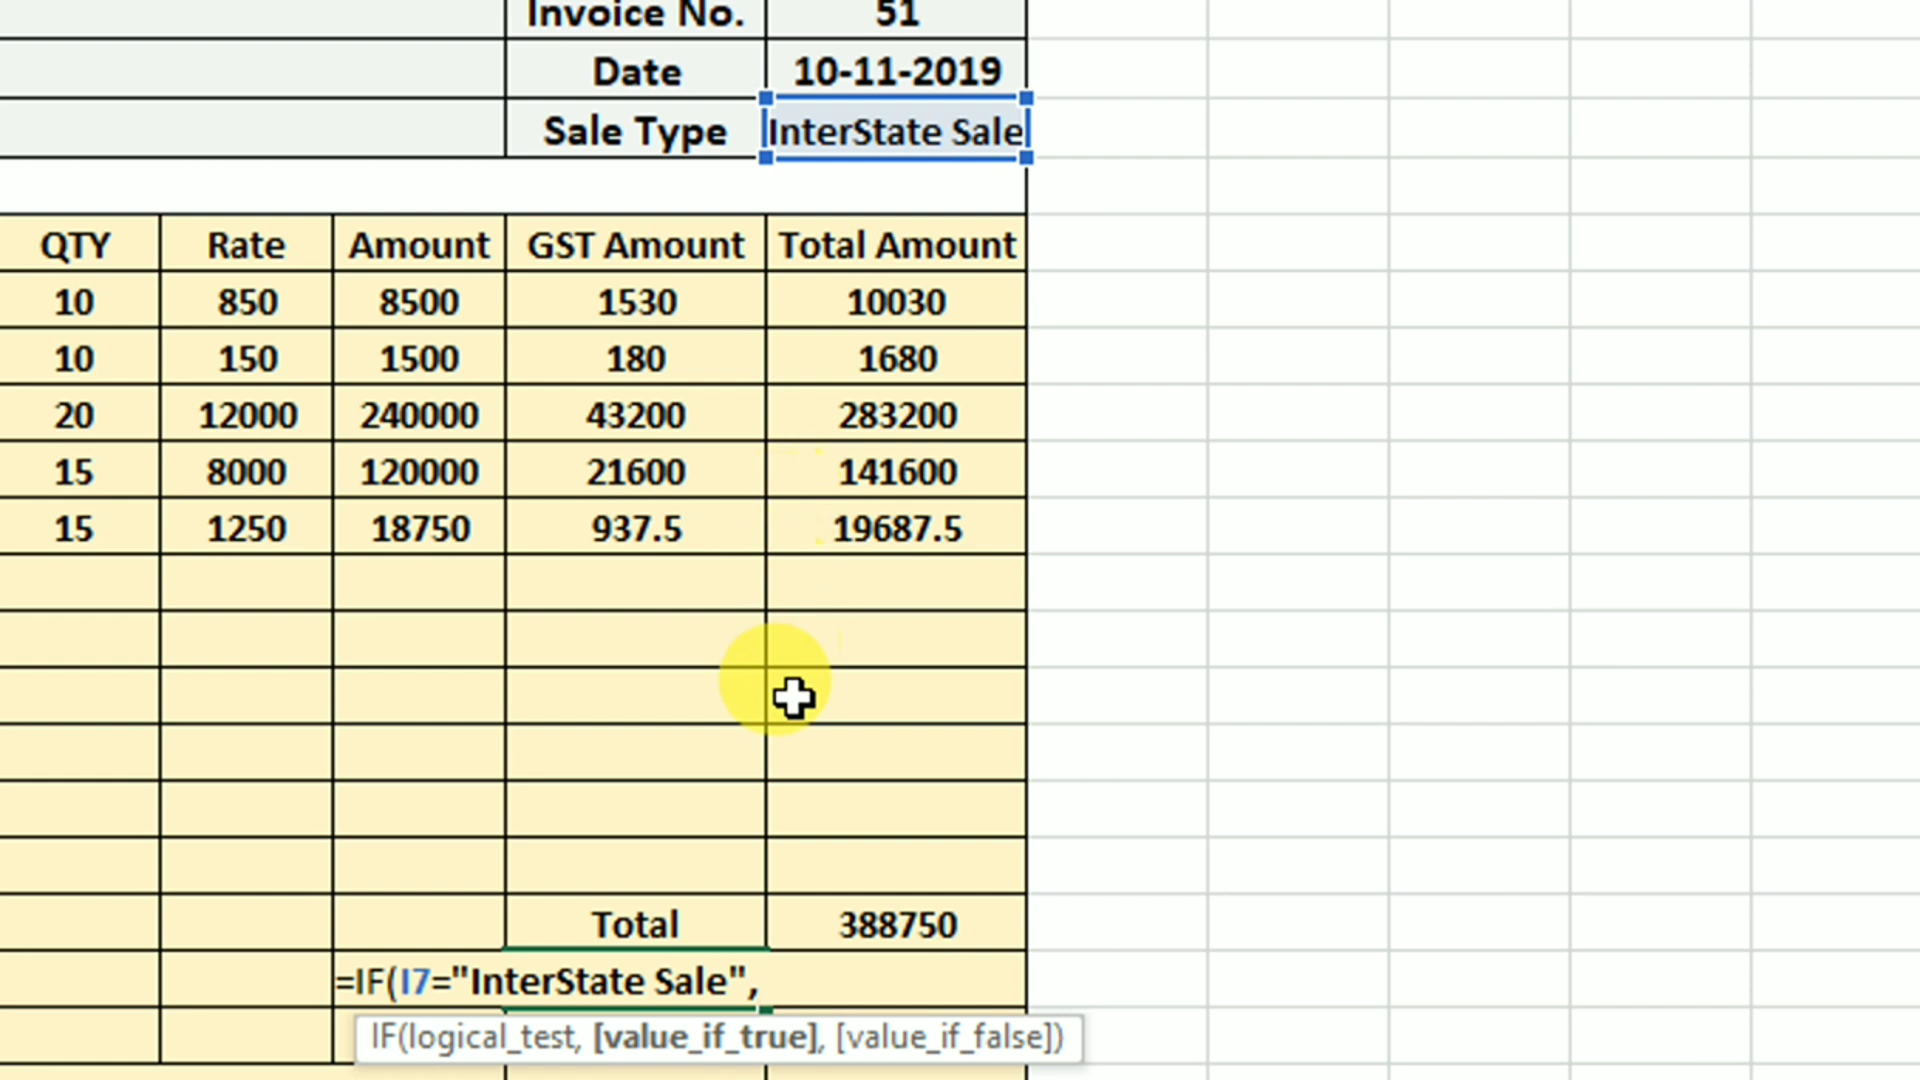 Invoice No. 51
Date 10-11-2019
Sale Type InterState Sale
QTY Rate Amount GST Amount Total Amount
10 850 8500 1530 10030
10 150 1500 180 1680
20 12000 240000 43200 283200
15 8000 120000 21600 141600
15 1250 18750 937.5 19687.5
Total 388750
=IF(I7="InterState Sale",
IF(logical_test, [value_if_true], [value_if_false])